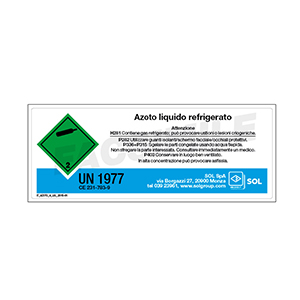 Azoto liquido refrigerato
Attenzione
H281 Contiene gas refrigerato; può provocare ustioni o lesioni criogeniche.
P282 Utilizzare guanti isolanti/schermo facciale/occhiali protettivi.
P336+P315 Sgelare le parti congelate usando acqua tiepida.
Non sfregare la parte interessata. Consultare immediatamente un medico.
P403 Conservare in luogo ben ventilato.
In alta concentrazione può provocare asfissia.
2
UN 1977
CE 231-783-9
SOL SpA
via Borgazzi 27, 20900 Monza
tel 039 23961, www.solgroup.com
SOL